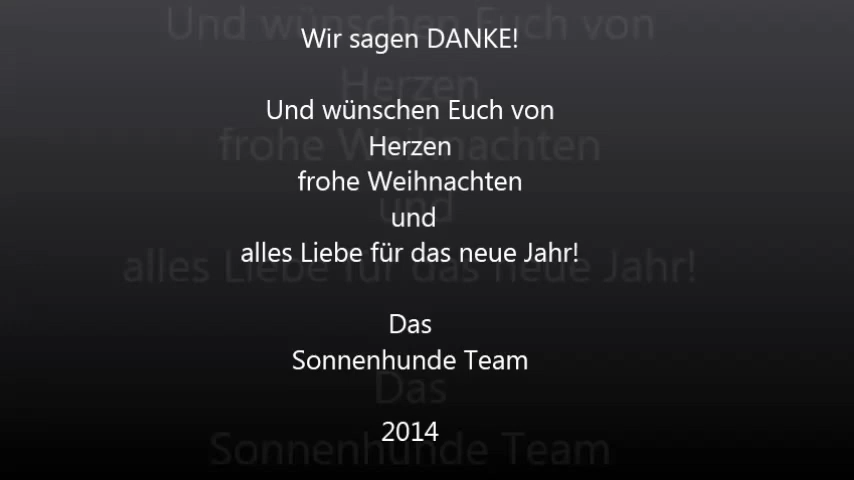 Wir sagen DANKE!
Und wünschen Euch von
Herzen
frohe Weihnachten
und
alles Liebe für das neue Jahr!
Das
Sonnenhunde Team
2014